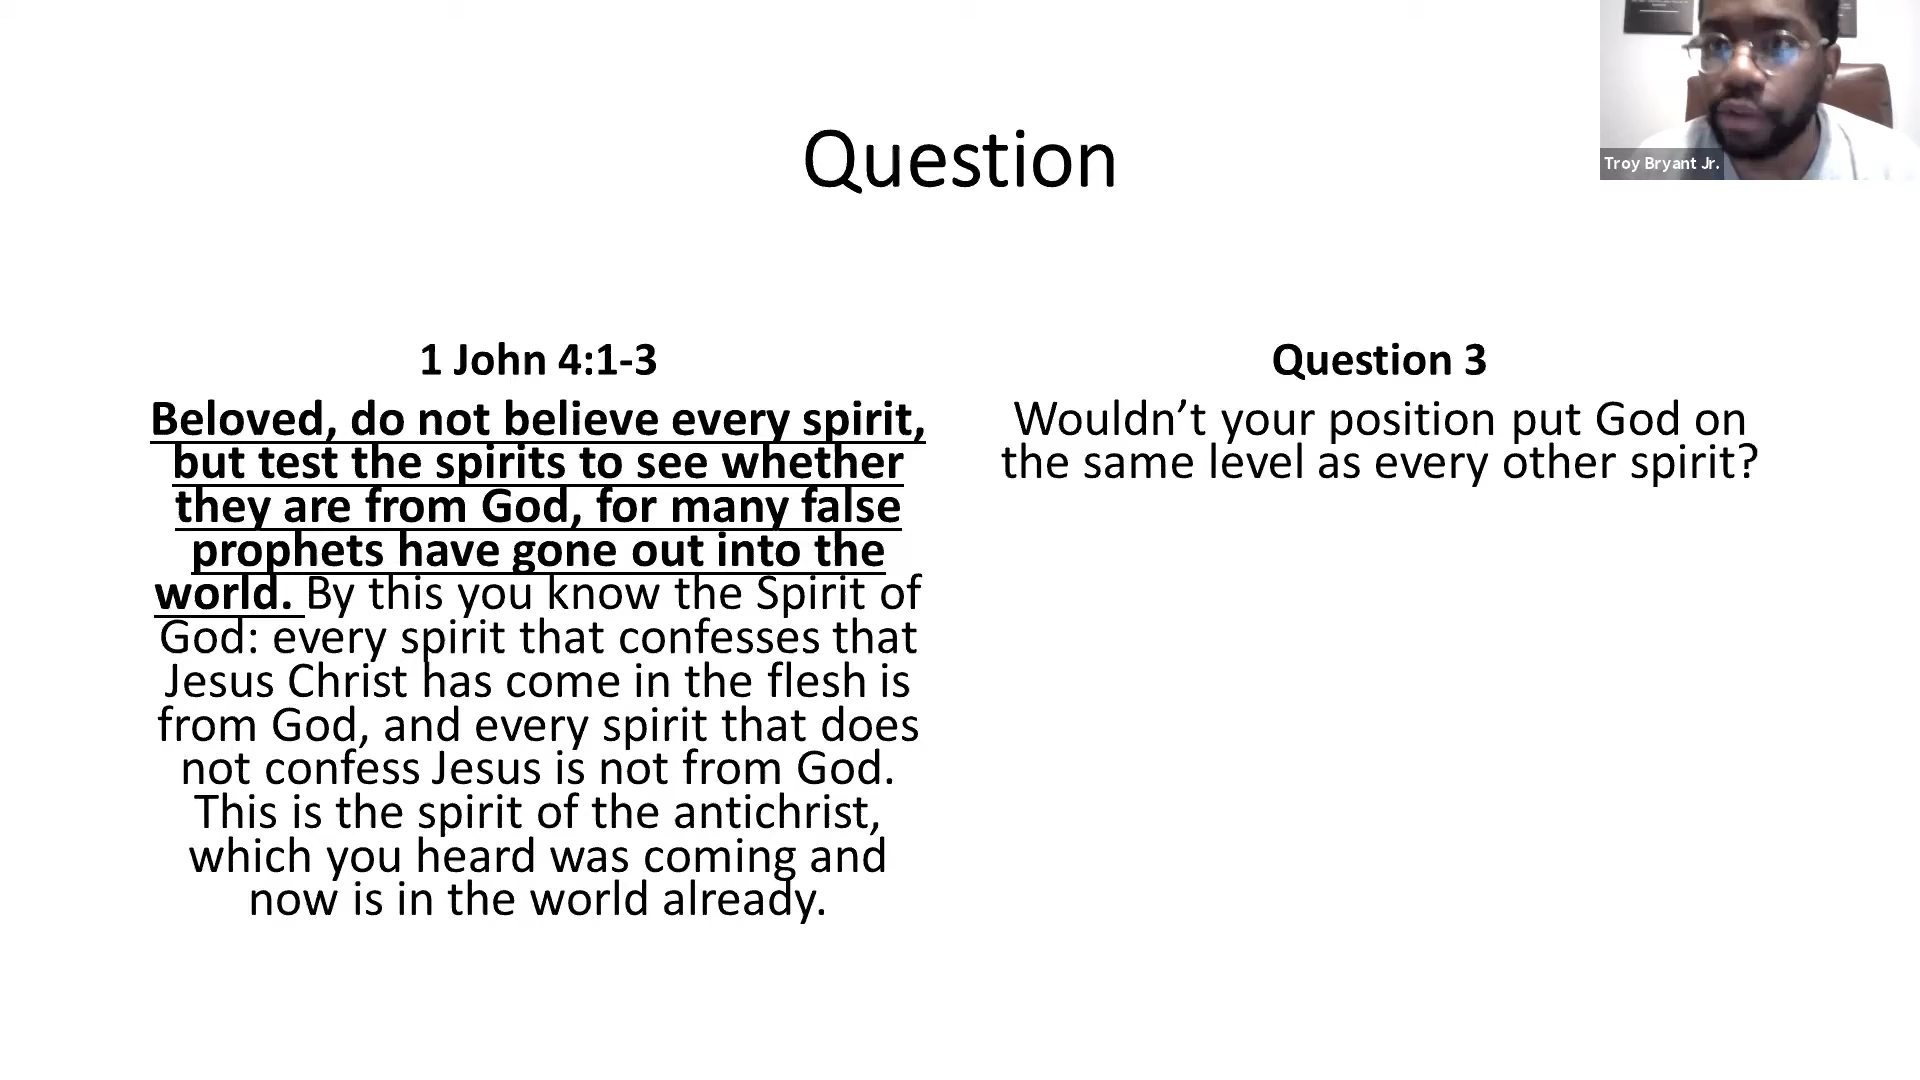 Question
Troy Bryant Jr.
1 John 4:1-3
Beloved, do not believe every spirit,
but test the spirits to see whether
they are from God, for many false
prophets have gone out into the
world. By this you know the Spirit of
God: every spirit that confesses that
Jesus Christ has come in the flesh is
from God, and every spirit that does
not confess Jesus is not from God.
This is the spirit of the antichrist,
which you heard was coming and
now is in the world already.
Question 3
Wouldn’t your position put God on
the same level as every other spirit?